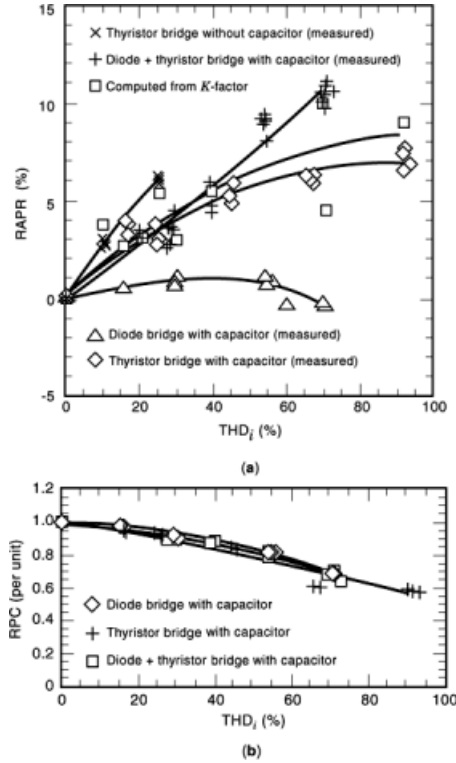 (a)
× Thyristor bridge without capacitor (measured)
+ Diode + thyristor bridge with capacitor (measured)
□ Computed from K-factor
15
10
5
0
-5
RAPR (%)
△ Diode bridge with capacitor (measured)
◇ Thyristor bridge with capacitor (measured)
0 20 40 60 80 100
THDi (%)
(a)
1.2
1.0
0.8
0.6
0.4
0.2
0
RPC (per unit)
◇ Diode bridge with capacitor
+ Thyristor bridge with capacitor
□ Diode + thyristor bridge with capacitor
0 20 40 60 80 100
THDi (%)
(b)